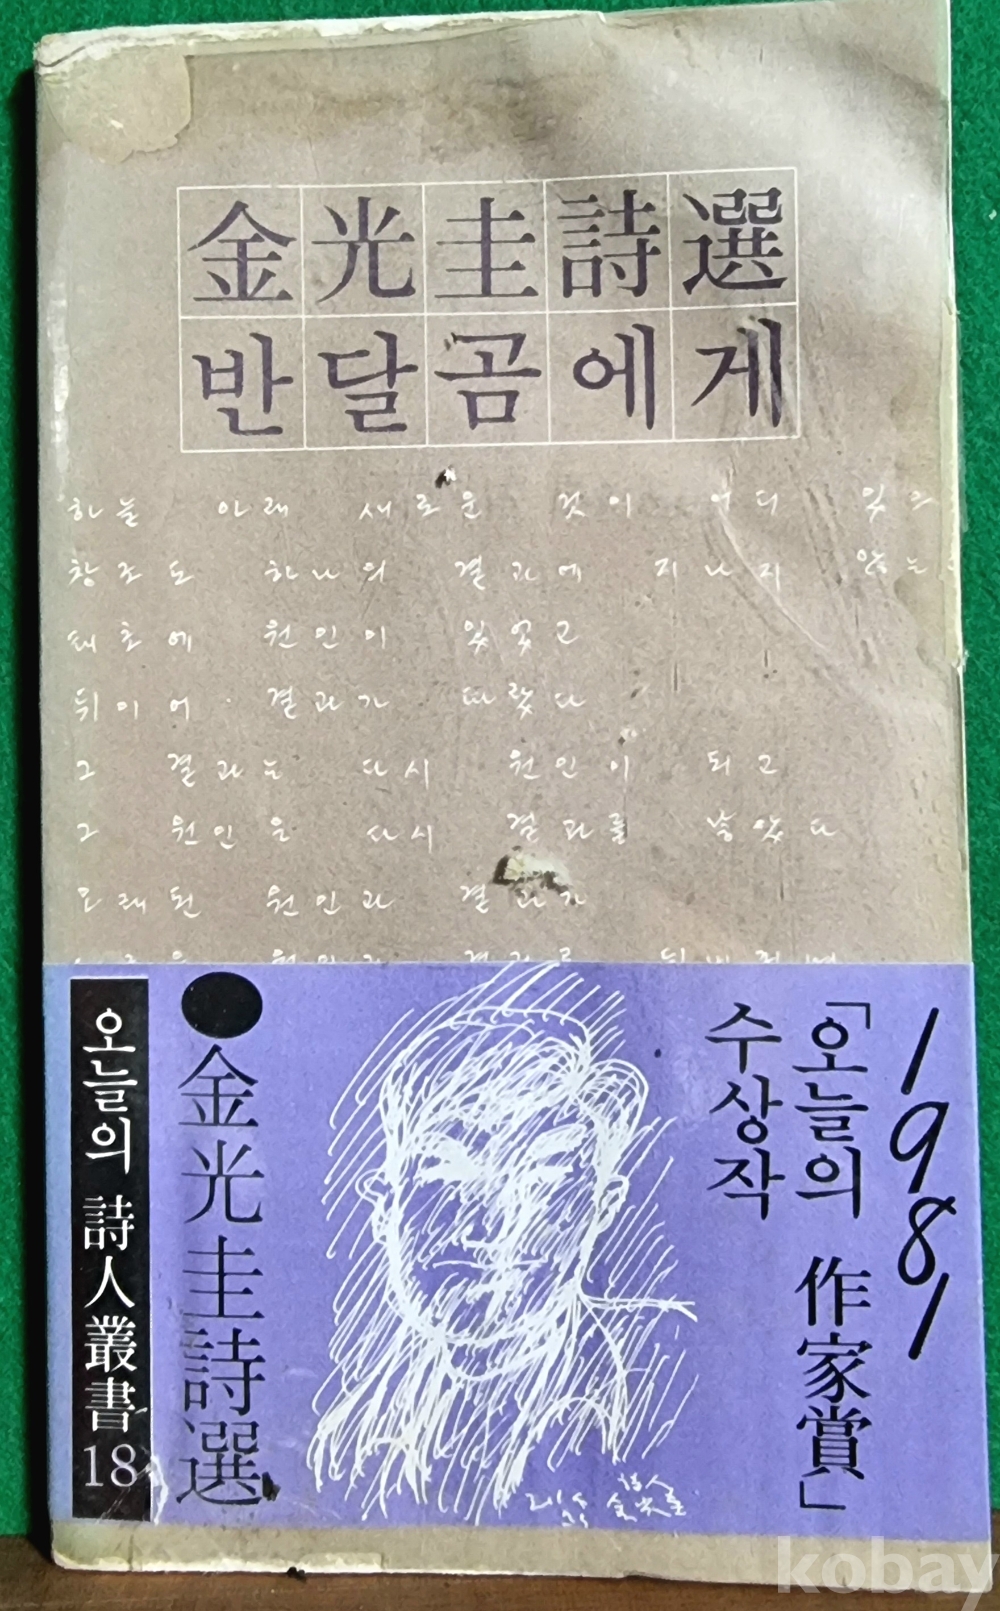 金光圭詩選
반달곰에게
하늘 아래 새로운 것이 어디 있으
창조도 하나의 결과에 지나지 않는
태초에 원인이 있었고
뒤이어 결과가 따랐다
그 결과는 다시 원인이 되고
그 원인은 다시 결과를 낳았다
오래된 원인과 결과가
1981
「오늘의 作家賞」
수상작
●金光圭詩選
오늘의 詩人叢書 18
詩人
金光圭
kobay